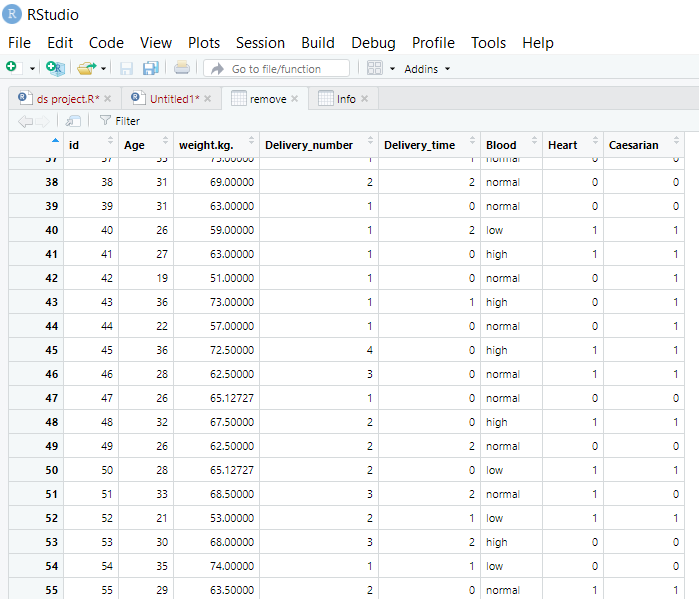 R RStudio
File Edit Code View Plots Session Build Debug Profile Tools Help
Go to file/function Addins
ds project.R* × Untitled1* × remove × Info ×
Filter
id Age weight.kg. Delivery_number Delivery_time Blood Heart Caesarian
37 37 33 73.00000 1 1 normal 0 0
38 38 31 69.00000 2 2 normal 0 0
39 39 31 63.00000 1 0 normal 0 0
40 40 26 59.00000 1 2 low 1 1
41 41 27 63.00000 1 0 high 1 1
42 42 19 51.00000 1 0 normal 0 1
43 43 36 73.00000 1 1 high 0 1
44 44 22 57.00000 1 0 normal 0 1
45 45 36 72.50000 4 0 high 1 1
46 46 28 62.50000 3 0 normal 1 1
47 47 26 65.12727 1 0 normal 0 0
48 48 32 67.50000 2 0 high 1 1
49 49 26 62.50000 2 2 normal 0 0
50 50 28 65.12727 2 0 low 1 1
51 51 33 68.50000 3 2 normal 1 0
52 52 21 53.00000 2 1 low 1 1
53 53 30 68.00000 3 2 high 0 0
54 54 35 74.00000 1 1 low 0 0
55 55 29 63.50000 2 0 normal 1 1